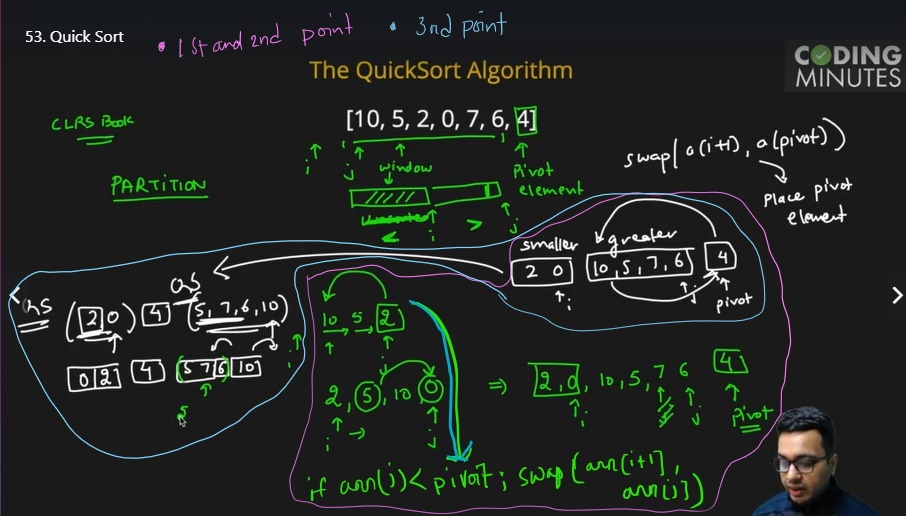 53. Quick Sort
• 1st and 2nd point
• 3nd point
The QuickSort Algorithm
CODING
MINUTES
CLRS Book
[10, 5, 2, 0, 7, 6, 4]
i
j
window
Pivot
element
swap(a(i+1), a(pivot))
Place pivot
element
PARTITION
<
i
>
j
smaller
greater
2 0
10, 5, 7, 6
4
i
j
pivot
qs
qs
(2 0) 4 (5, 7, 6, 10)
0 2 4 (5 7 6) 10
5
10 5 2
i
j
2, 5, 10, 0
i
j
⇒ 2, 0, 10, 5, 7 6 4
i
j
Pivot
if arr(j) < pivot; swap(arr[i+1],
arr[j])